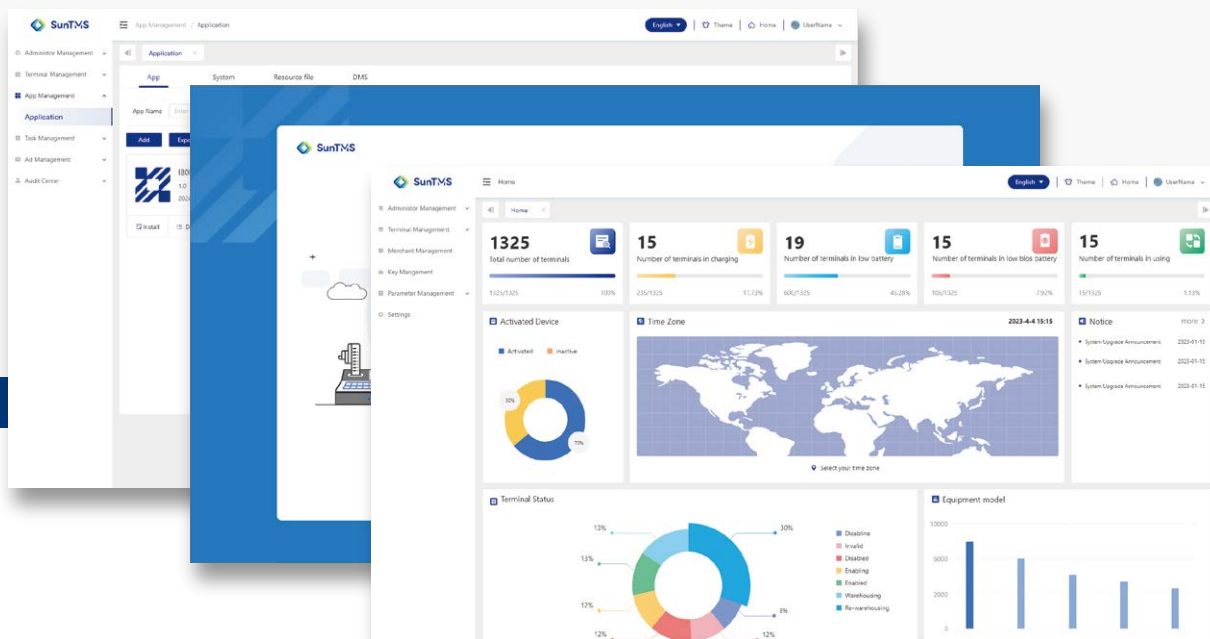 SunTMS
App Management / Application
English
Theme
Home
UserName
Administor Management
Terminal Management
App Management
Application
Task Management
Ad Management
Audit Center
Application
App
System
Resource file
DMS
App Name
Add
1.0
Install
SunTMS
SunTMS
Home
English
Theme
Home
UserName
Administor Management
Terminal Management
Merchant Management
Key Mangement
Parameter Management
Settings
Home
1325
Total number of terminals
1325/1325
100%
15
Number of terminals in charging
235/1325
17.73%
19
Number of terminals in low battery
600/1325
45.28%
15
Number of terminals in low bios battery
105/1325
7.92%
15
Number of terminals in using
15/1325
1.13%
Activated Device
Activated
Inactive
30%
70%
Time Zone
2023-4-4 15:15
Select your time zone
Notice
more >
System Upgrade Announcement
2023-01-15
System Upgrade Announcement
2023-01-15
System Upgrade Announcement
2023-01-15
Terminal Status
13%
13%
12%
12%
30%
8%
12%
Disabling
Invalid
Disabled
Enabling
Enabled
Warehousing
Re-warehousing
Equipment model
10000
6000
2000
0